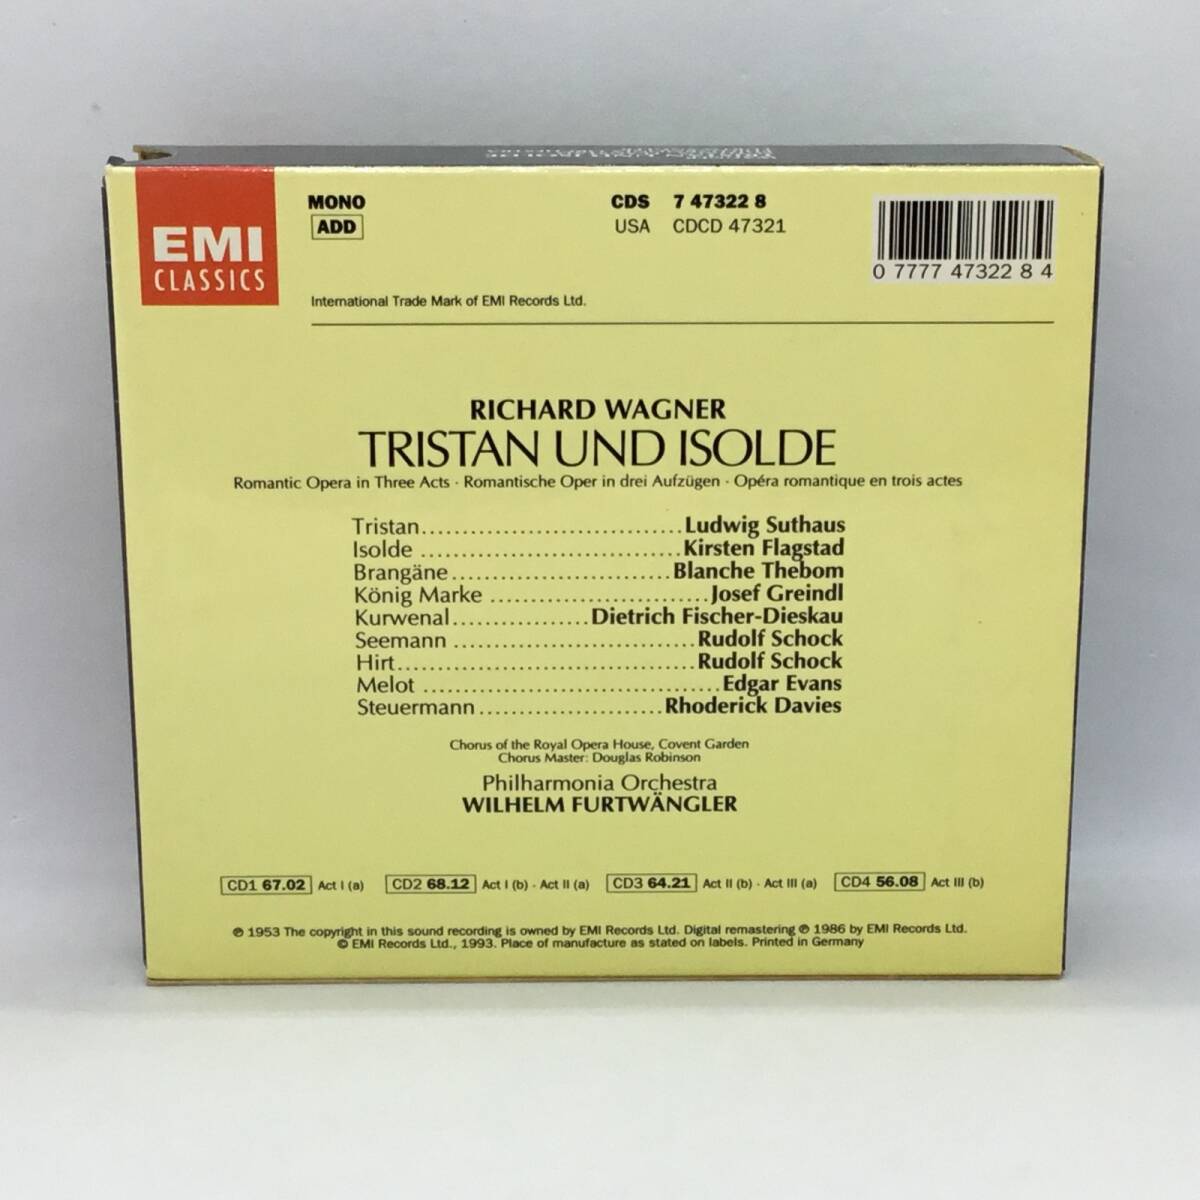 EMI
CLASSICS
MONO
ADD
CDS 7 47322 8
USA CDCD 47321
0 7777 47322 8 4
International Trade Mark of EMI Records Ltd.
RICHARD WAGNER
TRISTAN UND ISOLDE
Romantic Opera in Three Acts · Romantische Oper in drei Aufzügen · Opéra romantique en trois actes
Tristan................................Ludwig Suthaus
Isolde ................................Kirsten Flagstad
Brangäne...........................Blanche Thebom
König Marke ...........................Josef Greindl
Kurwenal.................Dietrich Fischer-Dieskau
Seemann ..............................Rudolf Schock
Hirt.....................................Rudolf Schock
Melot .....................................Edgar Evans
Steuermann.......................Rhoderick Davies
Chorus of the Royal Opera House, Covent Garden
Chorus Master: Douglas Robinson
Philharmonia Orchestra
WILHELM FURTWÄNGLER
CD1 67.02 Act I (a) CD2 68.12 Act I (b) · Act II (a) CD3 64.21 Act II (b) · Act III (a) CD4 56.08 Act III (b)
℗ 1953 The copyright in this sound recording is owned by EMI Records Ltd. Digital remastering ℗ 1986 by EMI Records Ltd.
© EMI Records Ltd., 1993. Place of manufacture as stated on labels. Printed in Germany